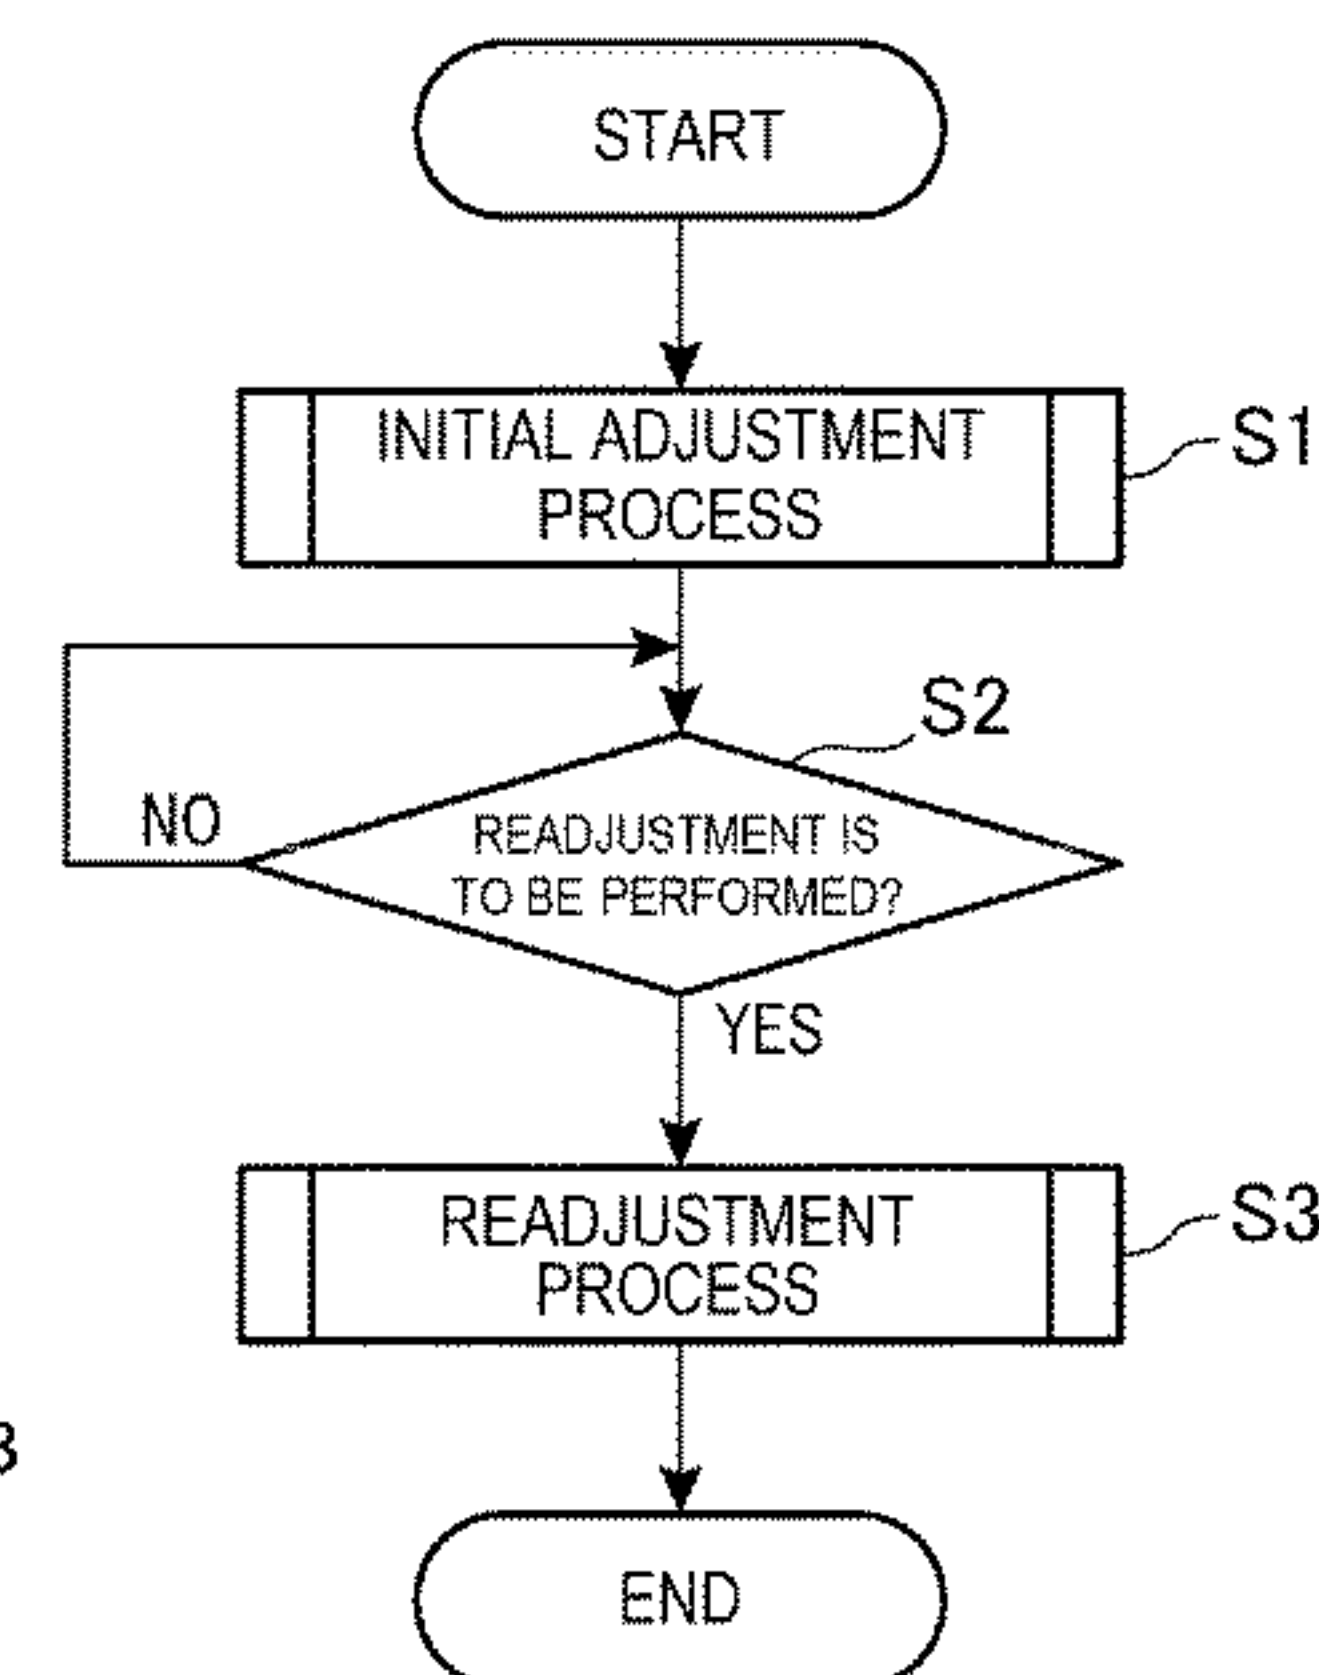 START
INITIAL ADJUSTMENT
PROCESS
S1
S2
NO
READJUSTMENT IS
TO BE PERFORMED?
YES
READJUSTMENT
PROCESS
S3
END